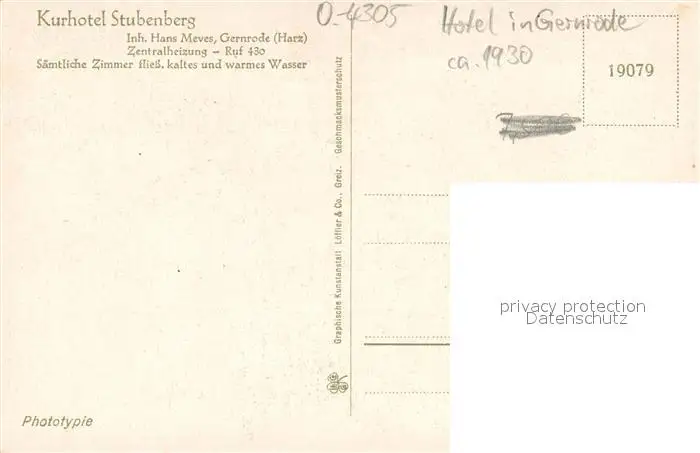 Kurhotel Stubenberg
Inh. Hans Meves, Gernrode (Harz)
Zentralheizung – Ruf 430
Sämtliche Zimmer fließ. kaltes und warmes Wasser
O-4305
Hotel in Gernrode
ca. 1930
19079
Graphische Kunstanstalt Löffler & Co., Greiz. Geschmacksmusterschutz
privacy protection
Datenschutz
Phototypie